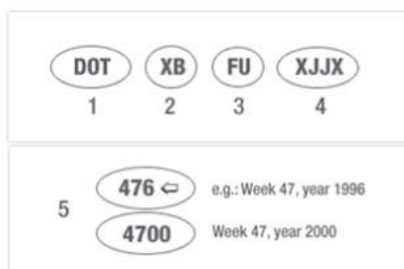 DOT XB FU XJJX
1 2 3 4
476 ⇦ e.g.: Week 47, year 1996
5
4700 Week 47, year 2000